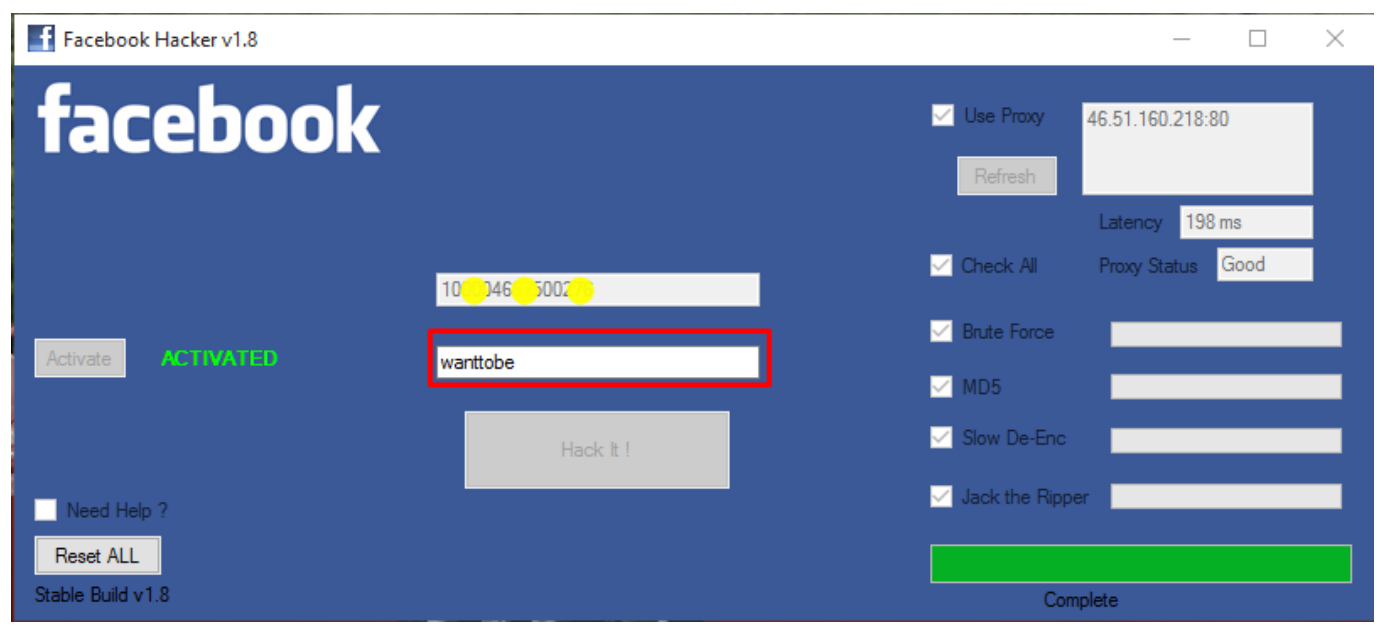 Facebook Hacker v1.8
facebook
Use Proxy
46.51.160.218:80
Refresh
Latency
198 ms
Check All
Proxy Status
Good
Activate
ACTIVATED
wanttobe
Hack It !
Brute Force
MD5
Slow De-Enc
Jack the Ripper
Need Help ?
Reset ALL
Stable Build v1.8
Complete